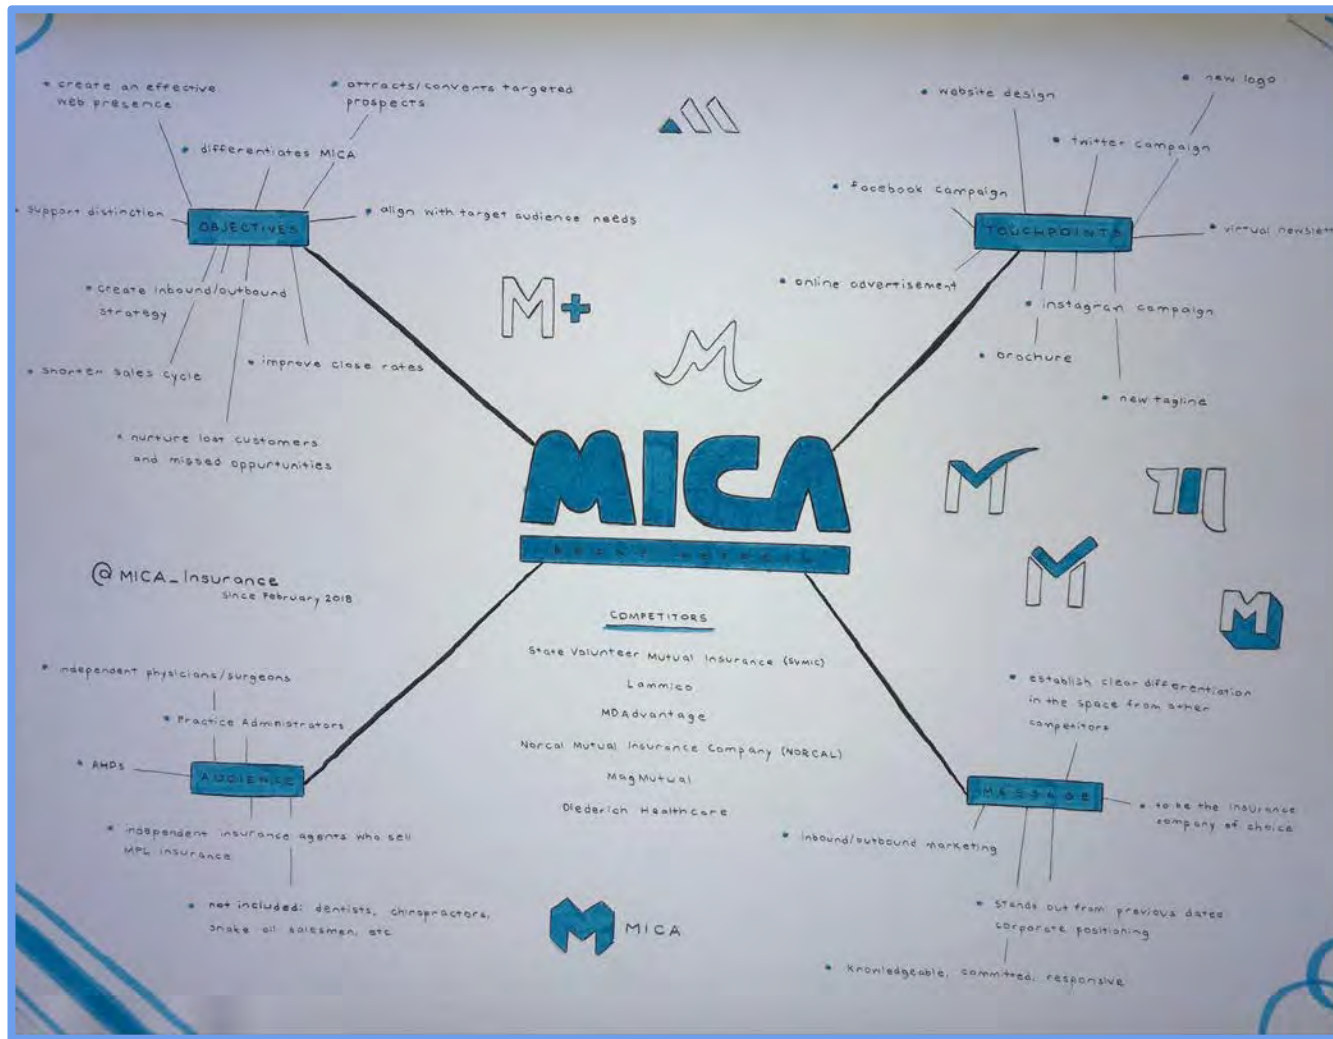 • create an effective
web presence
• attracts/converts targeted
prospects
• differentiates MICA
• support distinction
OBJECTIVES
• align with target audience needs
• create inbound/outbound
strategy
• shorten sales cycle
• improve close rates
• nurture lost customers
and missed oppurtunities
• new logo
• website design
• twitter campaign
• facebook campaign
TOUCHPOINTS
• virtual newslett
• online advertisement
• instagran campaign
• brochure
• new tagline
M+
M
MICA
@MICA_Insurance
Since February 2018
COMPETITORS
State Volunteer Mutual Insurance (SVMIC)
Lammico
MDAdvantage
Norcal Mutual Insurance Company (NORCAL)
MagMutual
Diederich Healthcare
• independent physicians/surgeons
• Practice Administrators
• AHPs
AUDIENCE
• independent insurance agents who sell
MPL insurance
• not included: dentists, chiropractors,
snake oil salesmen, etc
M
M
M
• establish clear differentiation
in the space from other
competitors
MESSAGE
• to be the insurance
company of choice
• inbound/outbound marketing
• stands out from previous dated
corporate positioning
• Knowledgeable, committed, responsive
M MICA